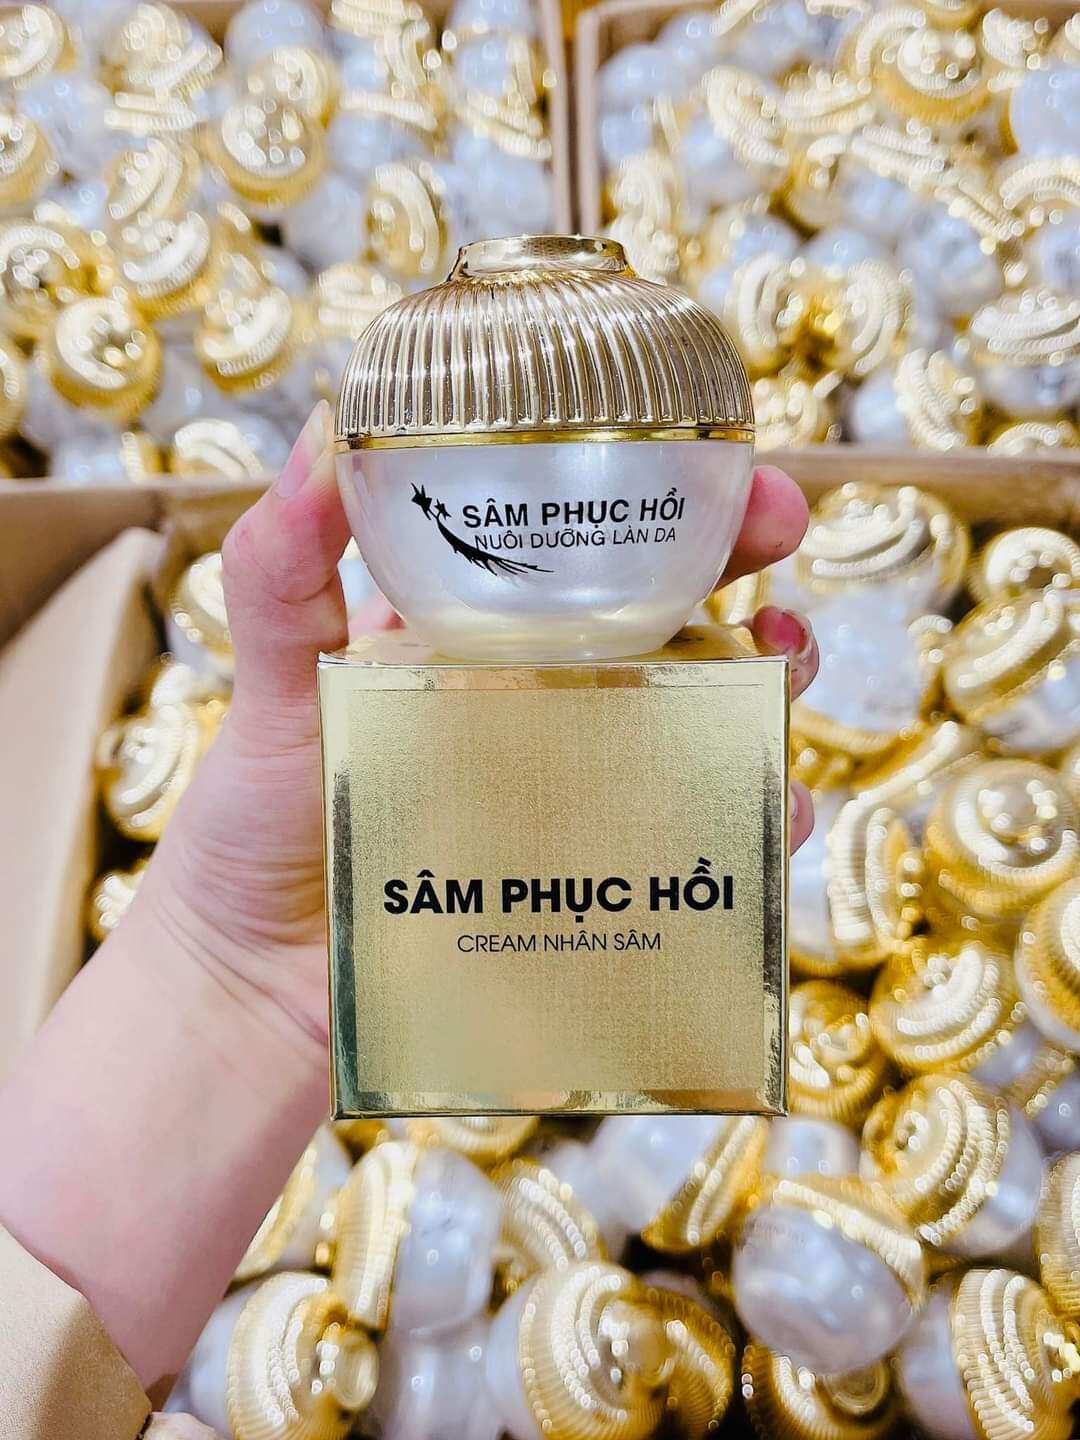 SÂM PHỤC HỒI
NUÔI DƯỠNG LÀN DA
SÂM PHỤC HỒI
CREAM NHÂN SÂM